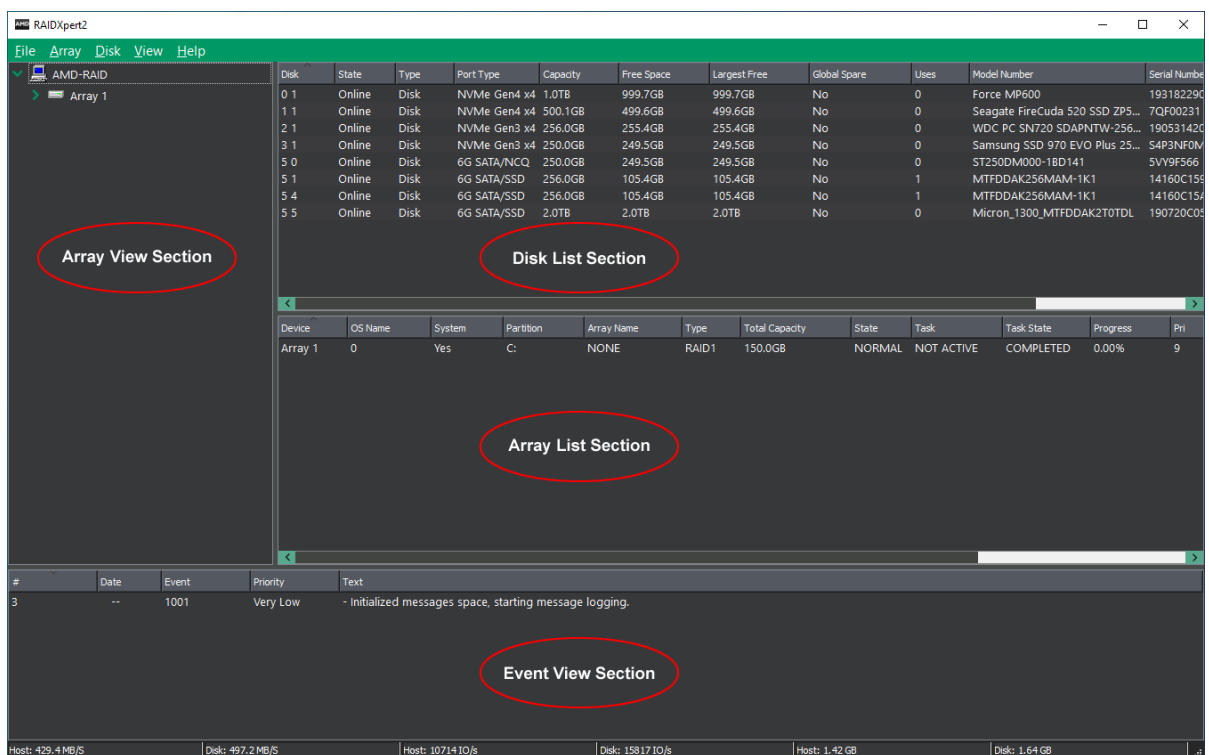 AMD RAIDXpert2
File Array Disk View Help
AMD-RAID
Array 1
Array View Section
Disk State Type Port Type Capacity Free Space Largest Free Global Spare Uses Model Number Serial Numbe
0 1 Online Disk NVMe Gen4 x4 1.0TB 999.7GB 999.7GB No 0 Force MP600 19318229C
1 1 Online Disk NVMe Gen4 x4 500.1GB 499.6GB 499.6GB No 0 Seagate FireCuda 520 SSD ZP5... 7QF00231
2 1 Online Disk NVMe Gen3 x4 256.0GB 255.4GB 255.4GB No 0 WDC PC SN720 SDAPNTW-256... 19053142C
3 1 Online Disk NVMe Gen3 x4 250.0GB 249.5GB 249.5GB No 0 Samsung SSD 970 EVO Plus 25... S4P3NF0M
5 0 Online Disk 6G SATA/NCQ 250.0GB 249.5GB 249.5GB No 0 ST250DM000-1BD141 5VY9F566
5 1 Online Disk 6G SATA/SSD 256.0GB 105.4GB 105.4GB No 1 MTFDDAK256MAM-1K1 14160C159
5 4 Online Disk 6G SATA/SSD 256.0GB 105.4GB 105.4GB No 1 MTFDDAK256MAM-1K1 14160C15A
5 5 Online Disk 6G SATA/SSD 2.0TB 2.0TB 2.0TB No 0 Micron_1300_MTFDDAK2T0TDL 190720C05
Disk List Section
Device OS Name System Partition Array Name Type Total Capacity State Task Task State Progress Pri
Array 1 0 Yes C: NONE RAID1 150.0GB NORMAL NOT ACTIVE COMPLETED 0.00% 9
Array List Section
# Date Event Priority Text
3 -- 1001 Very Low - Initialized messages space, starting message logging.
Event View Section
Host: 429.4 MB/S Disk: 497.2 MB/S Host: 10714 IO/s Disk: 15817 IO/s Host: 1.42 GB Disk: 1.64 GB